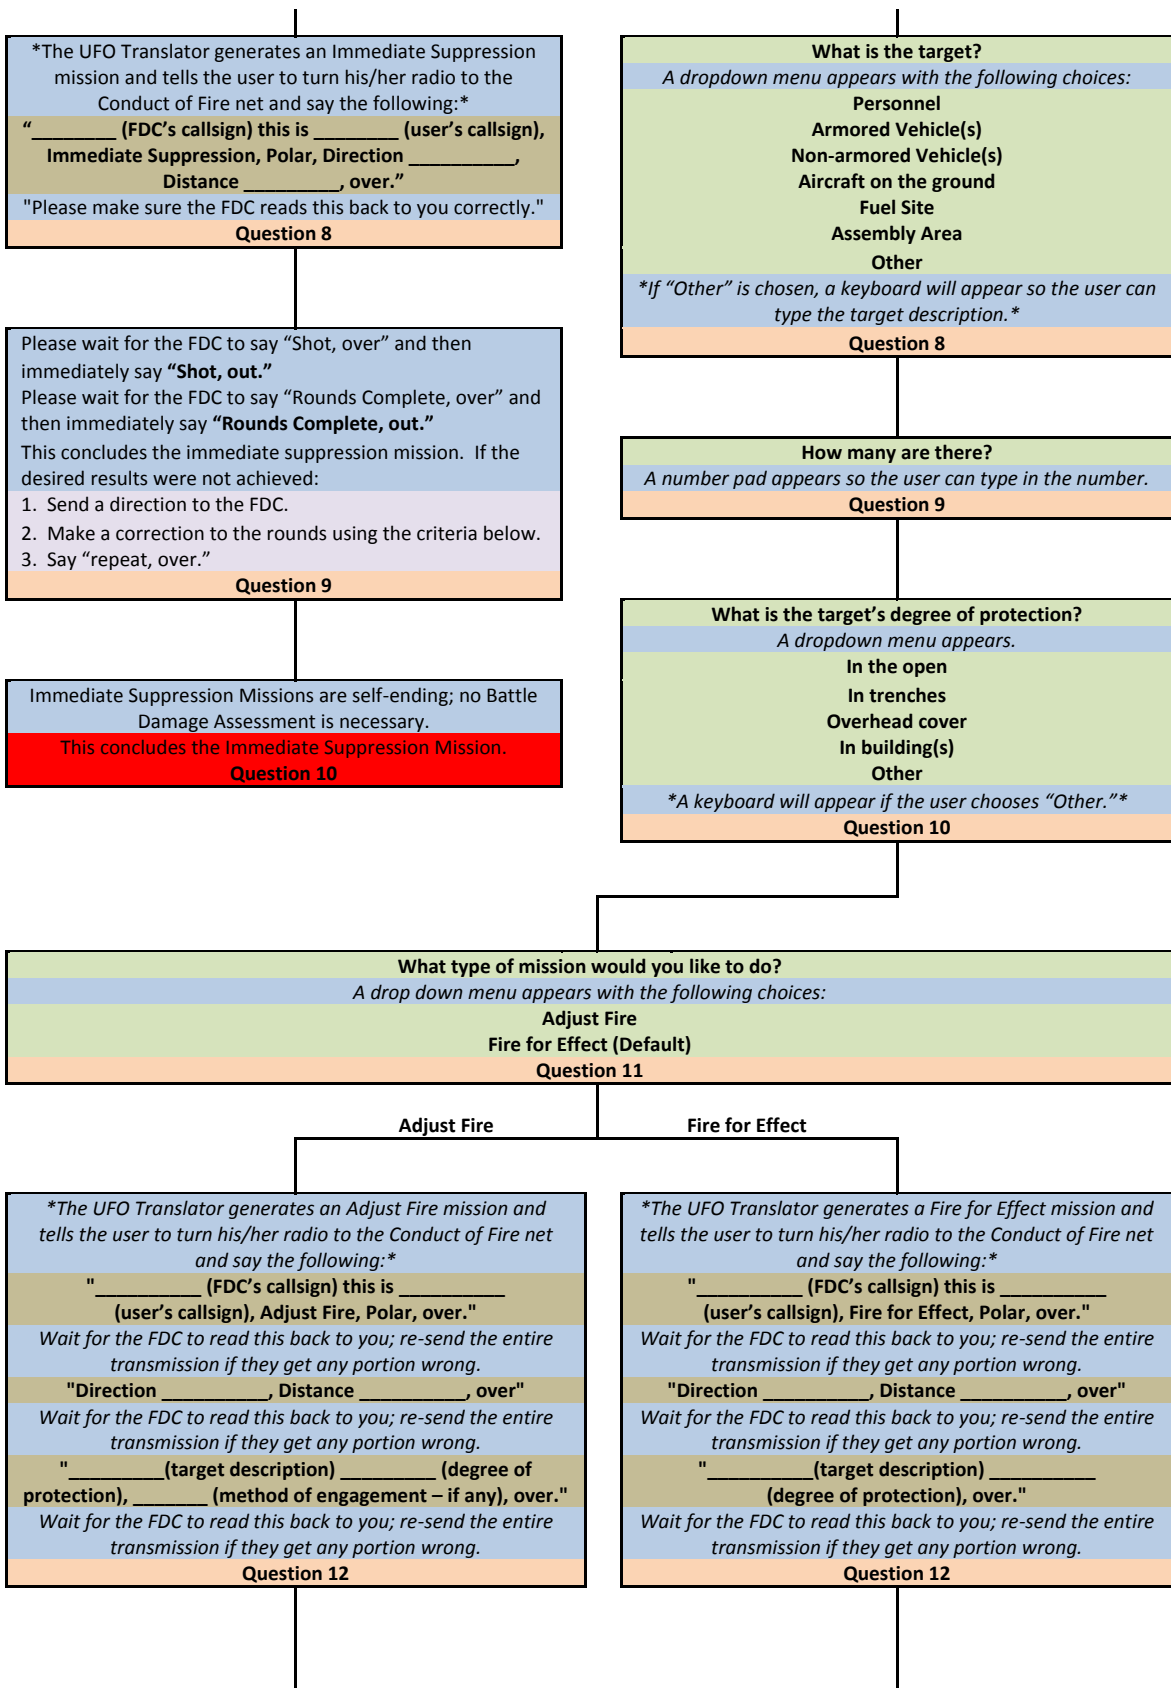 *The UFO Translator generates an Immediate Suppression
mission and tells the user to turn his/her radio to the
Conduct of Fire net and say the following:*
“________ (FDC’s callsign) this is ________ (user’s callsign),
Immediate Suppression, Polar, Direction __________,
Distance _________, over.”
"Please make sure the FDC reads this back to you correctly."
Question 8
Please wait for the FDC to say “Shot, over” and then
immediately say “Shot, out.”
Please wait for the FDC to say “Rounds Complete, over” and
then immediately say “Rounds Complete, out.”
This concludes the immediate suppression mission. If the
desired results were not achieved:
1. Send a direction to the FDC.
2. Make a correction to the rounds using the criteria below.
3. Say “repeat, over.”
Question 9
Immediate Suppression Missions are self-ending; no Battle
Damage Assessment is necessary.
This concludes the Immediate Suppression Mission.
Question 10
What is the target?
A dropdown menu appears with the following choices:
Personnel
Armored Vehicle(s)
Non-armored Vehicle(s)
Aircraft on the ground
Fuel Site
Assembly Area
Other
*If “Other” is chosen, a keyboard will appear so the user can
type the target description.*
Question 8
How many are there?
A number pad appears so the user can type in the number.
Question 9
What is the target’s degree of protection?
A dropdown menu appears.
In the open
In trenches
Overhead cover
In building(s)
Other
*A keyboard will appear if the user chooses “Other.”*
Question 10
What type of mission would you like to do?
A drop down menu appears with the following choices:
Adjust Fire
Fire for Effect (Default)
Question 11
Adjust Fire
Fire for Effect
*The UFO Translator generates an Adjust Fire mission and
tells the user to turn his/her radio to the Conduct of Fire net
and say the following:*
"__________ (FDC’s callsign) this is __________
(user’s callsign), Adjust Fire, Polar, over."
Wait for the FDC to read this back to you; re-send the entire
transmission if they get any portion wrong.
"Direction __________, Distance __________, over"
Wait for the FDC to read this back to you; re-send the entire
transmission if they get any portion wrong.
"_________(target description) _________ (degree of
protection), _______ (method of engagement – if any), over."
Wait for the FDC to read this back to you; re-send the entire
transmission if they get any portion wrong.
Question 12
*The UFO Translator generates a Fire for Effect mission and
tells the user to turn his/her radio to the Conduct of Fire net
and say the following:*
"__________ (FDC’s callsign) this is __________
(user’s callsign), Fire for Effect, Polar, over."
Wait for the FDC to read this back to you; re-send the entire
transmission if they get any portion wrong.
"Direction __________, Distance __________, over"
Wait for the FDC to read this back to you; re-send the entire
transmission if they get any portion wrong.
"__________(target description) __________
(degree of protection), over."
Wait for the FDC to read this back to you; re-send the entire
transmission if they get any portion wrong.
Question 12